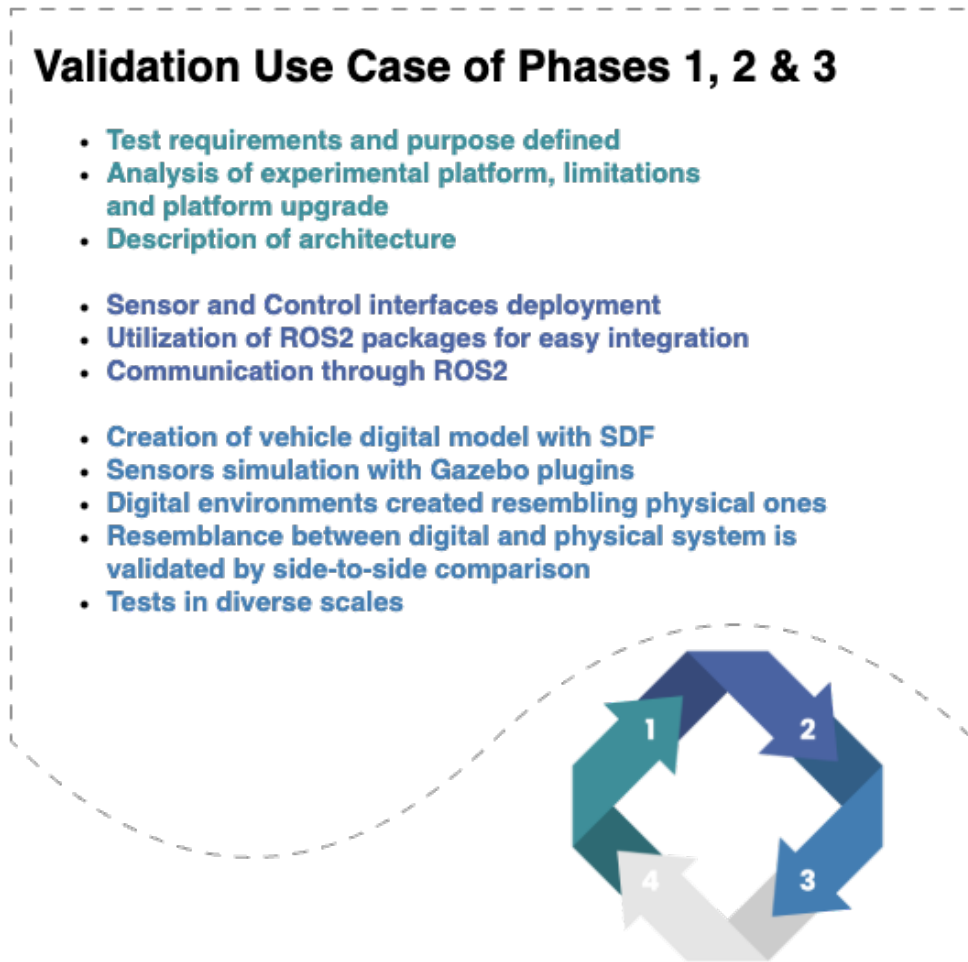 Validation Use Case of Phases 1, 2 & 3
• Test requirements and purpose defined
• Analysis of experimental platform, limitations
and platform upgrade
• Description of architecture
• Sensor and Control interfaces deployment
• Utilization of ROS2 packages for easy integration
• Communication through ROS2
• Creation of vehicle digital model with SDF
• Sensors simulation with Gazebo plugins
• Digital environments created resembling physical ones
• Resemblance between digital and physical system is
validated by side-to-side comparison
• Tests in diverse scales
1
2
4
3